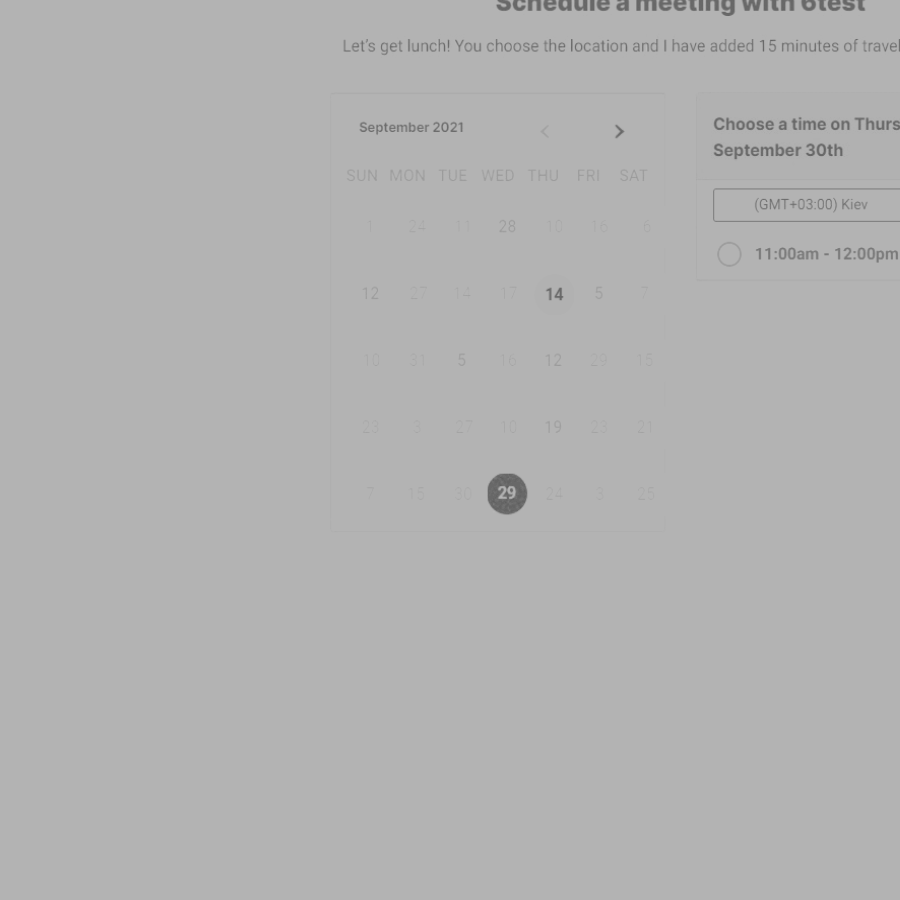 Schedule a meeting with 6test
Let's get lunch! You choose the location and I have added 15 minutes of travel
September 2021
SUN MON TUE WED THU FRI SAT
1 24 11 28 10 16 6
12 27 14 17 14 5 7
10 31 5 16 12 29 15
23 3 27 10 19 23 21
7 15 30 29 24 3 25
Choose a time on Thurs
September 30th
(GMT+03:00) Kiev
11:00am - 12:00pm